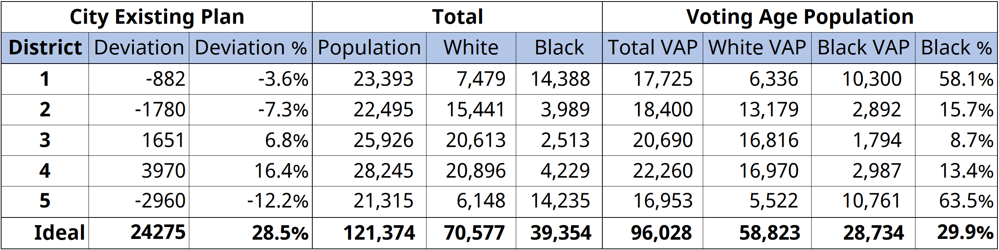 City Existing Plan Total Voting Age Population
District Deviation Deviation % Population White Black Total VAP White VAP Black VAP Black %
1 -882 -3.6% 23,393 7,479 14,388 17,725 6,336 10,300 58.1%
2 -1780 -7.3% 22,495 15,441 3,989 18,400 13,179 2,892 15.7%
3 1651 6.8% 25,926 20,613 2,513 20,690 16,816 1,794 8.7%
4 3970 16.4% 28,245 20,896 4,229 22,260 16,970 2,987 13.4%
5 -2960 -12.2% 21,315 6,148 14,235 16,953 5,522 10,761 63.5%
Ideal 24275 28.5% 121,374 70,577 39,354 96,028 58,823 28,734 29.9%